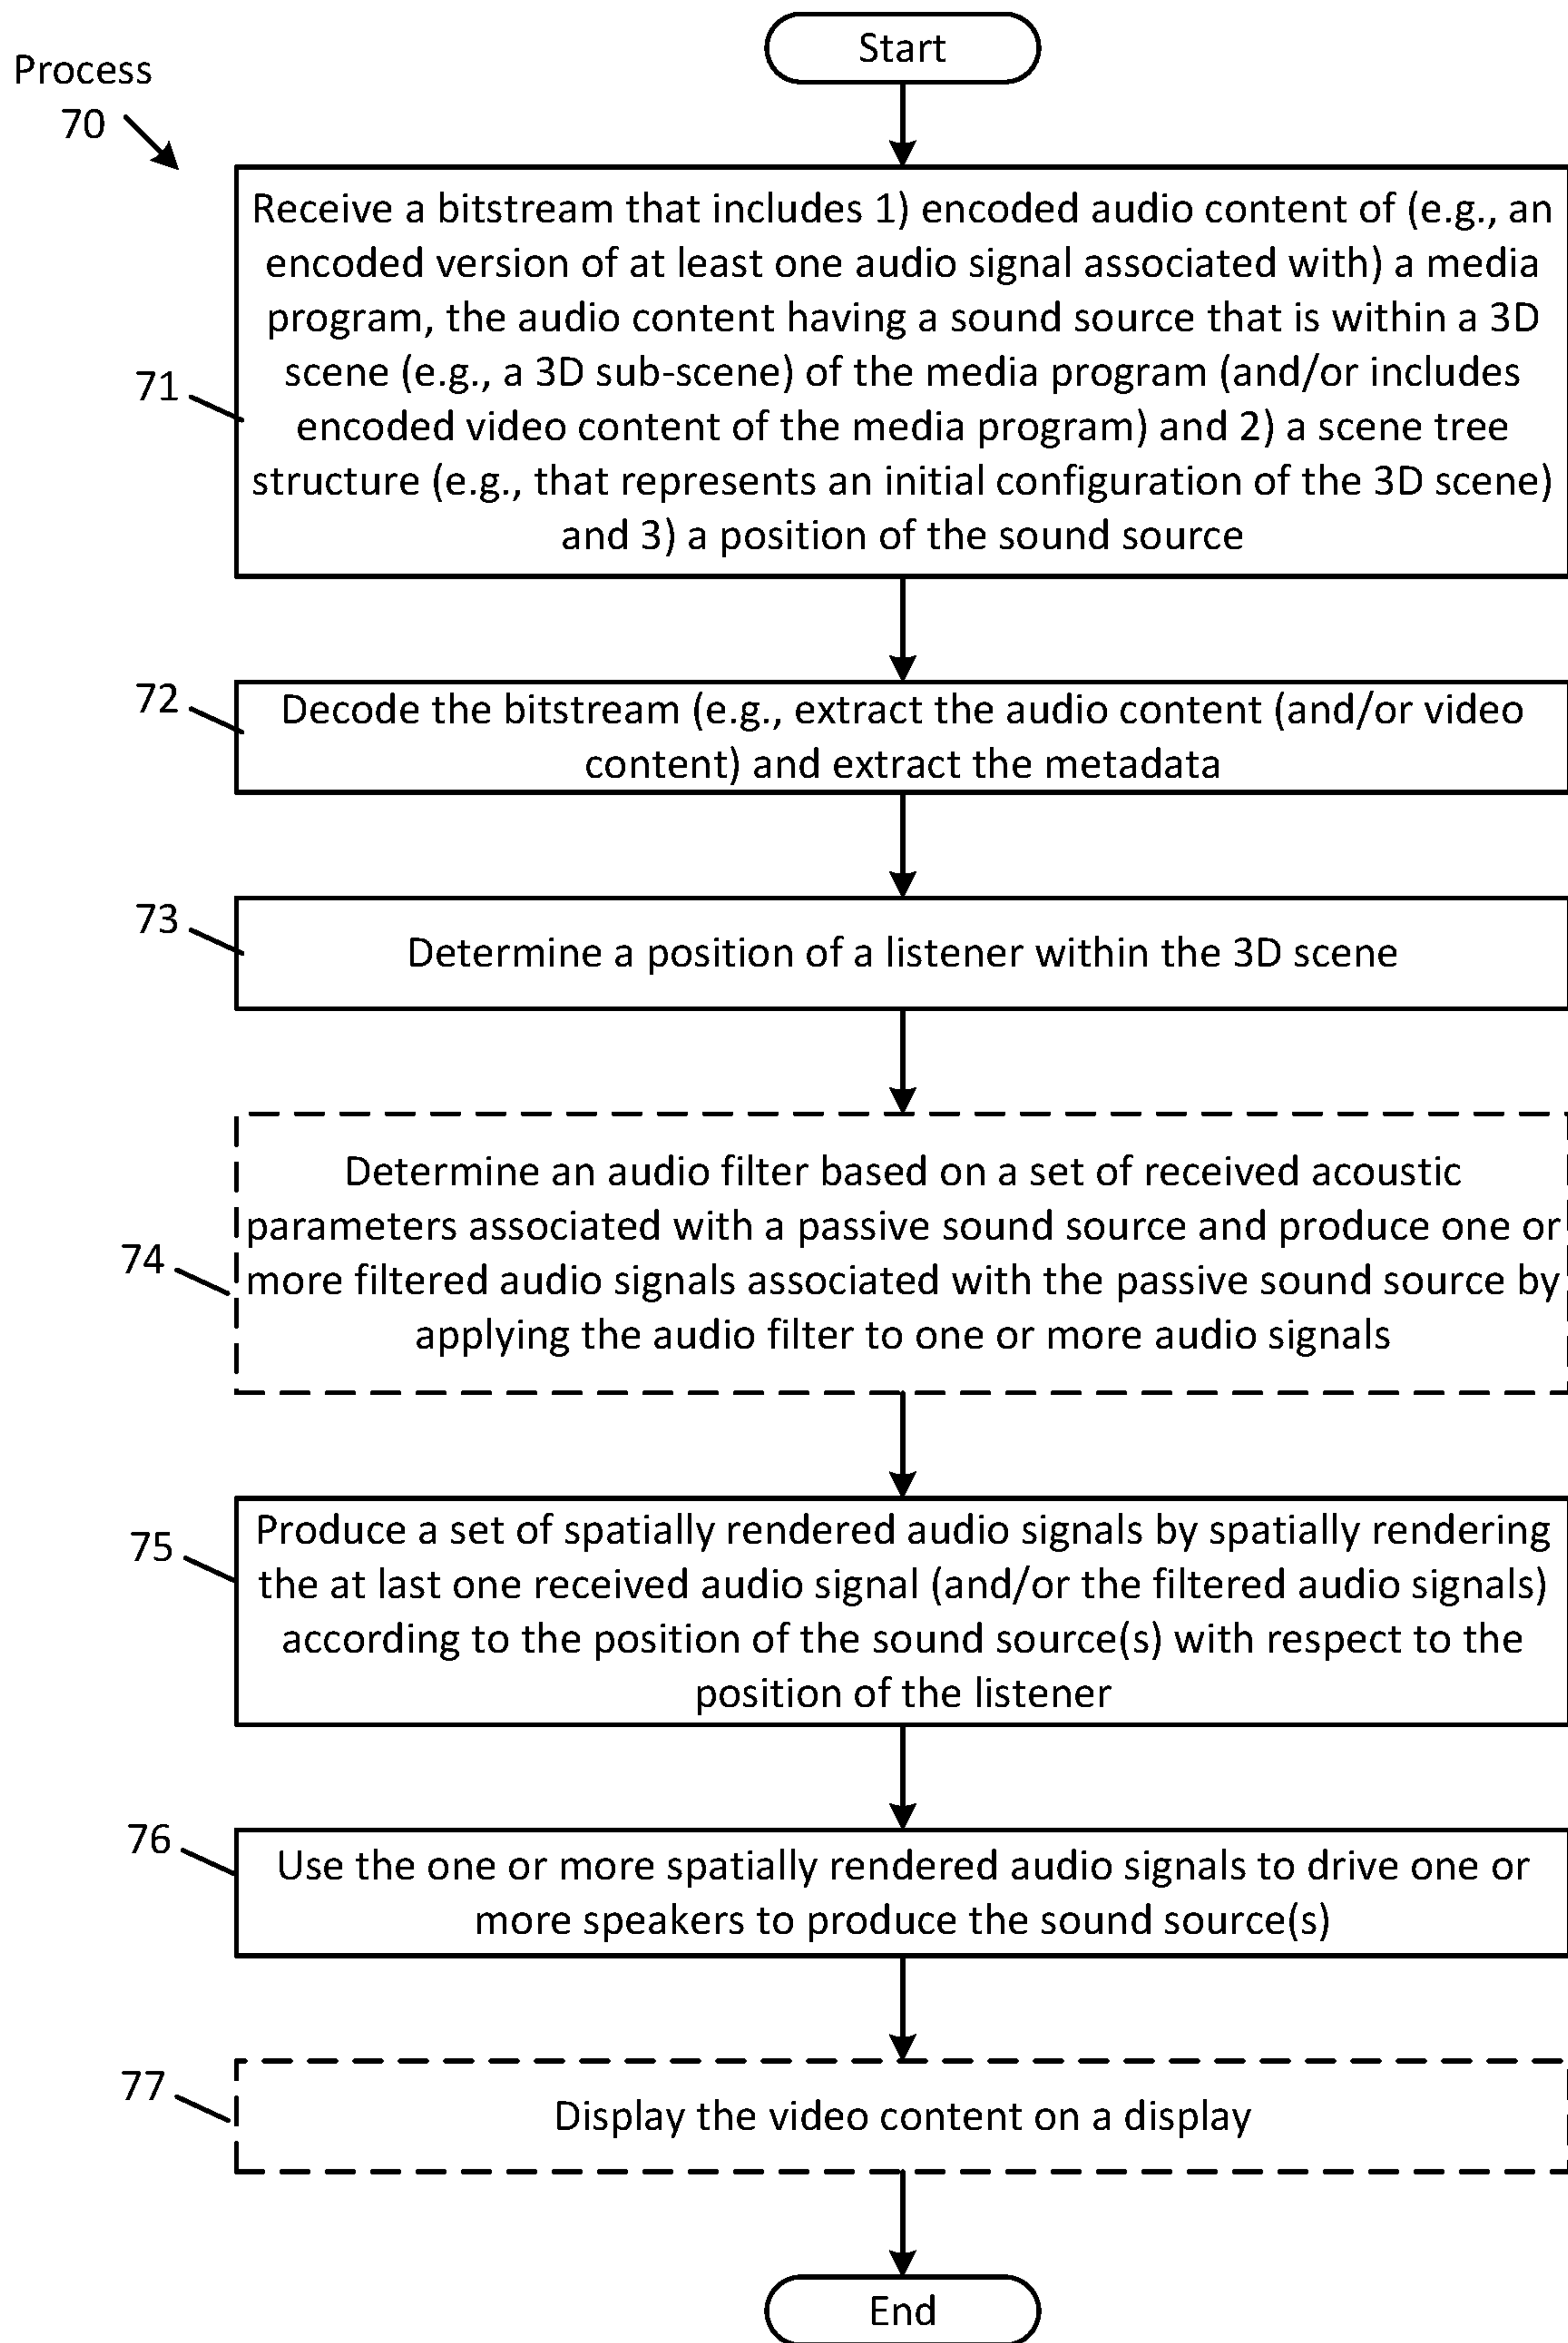 Start
Process
70
71
Receive a bitstream that includes 1) encoded audio content of (e.g., an
encoded version of at least one audio signal associated with) a media
program, the audio content having a sound source that is within a 3D
scene (e.g., a 3D sub-scene) of the media program (and/or includes
encoded video content of the media program) and 2) a scene tree
structure (e.g., that represents an initial configuration of the 3D scene)
and 3) a position of the sound source
72
Decode the bitstream (e.g., extract the audio content (and/or video
content) and extract the metadata
73
Determine a position of a listener within the 3D scene
74
Determine an audio filter based on a set of received acoustic
parameters associated with a passive sound source and produce one or
more filtered audio signals associated with the passive sound source by
applying the audio filter to one or more audio signals
75
Produce a set of spatially rendered audio signals by spatially rendering
the at last one received audio signal (and/or the filtered audio signals)
according to the position of the sound source(s) with respect to the
position of the listener
76
Use the one or more spatially rendered audio signals to drive one or
more speakers to produce the sound source(s)
77
Display the video content on a display
End